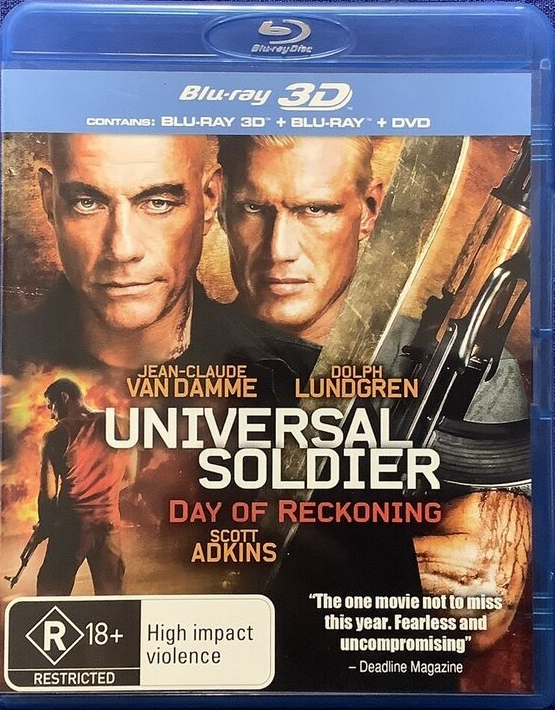 Blu-ray Disc
Blu-ray 3D™
CONTAINS: BLU-RAY 3D™ + BLU-RAY™ + DVD
JEAN-CLAUDE
VAN DAMME
DOLPH
LUNDGREN
UNIVERSAL
SOLDIER
DAY OF RECKONING
SCOTT
ADKINS
R 18+
RESTRICTED
High impact
violence
"The one movie not to miss
this year. Fearless and
uncompromising"
– Deadline Magazine